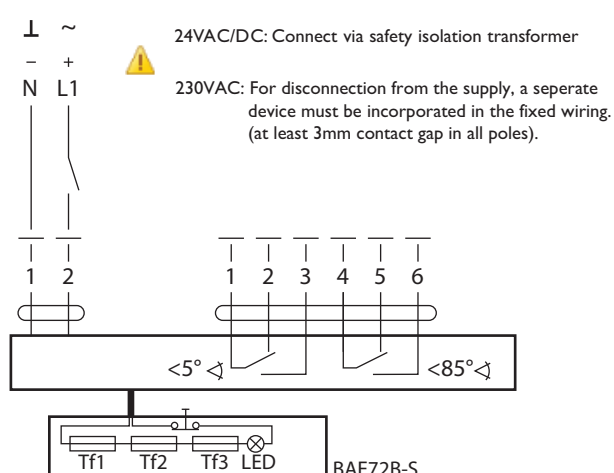 ⊥ ~
24VAC/DC: Connect via safety isolation transformer
– +
N L1
230VAC: For disconnection from the supply, a seperate
device must be incorporated in the fixed wiring.
(at least 3mm contact gap in all poles).
1 2 1 2 3 4 5 6
<5° <85°
Tf1 Tf2 Tf3 LED
BAE72B-S